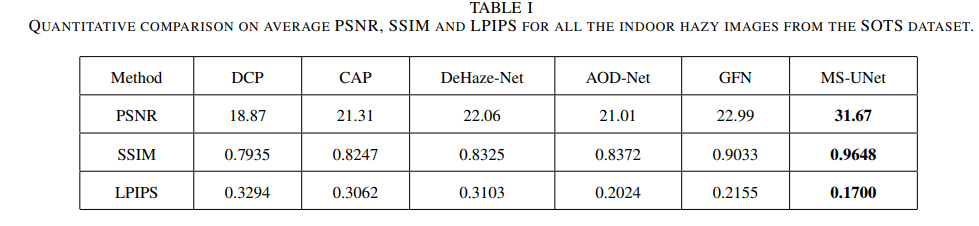 TABLE I
QUANTITATIVE COMPARISON ON AVERAGE PSNR, SSIM AND LPIPS FOR ALL THE INDOOR HAZY IMAGES FROM THE SOTS DATASET.
Method DCP CAP DeHaze-Net AOD-Net GFN MS-UNet
PSNR 18.87 21.31 22.06 21.01 22.99 31.67
SSIM 0.7935 0.8247 0.8325 0.8372 0.9033 0.9648
LPIPS 0.3294 0.3062 0.3103 0.2024 0.2155 0.1700